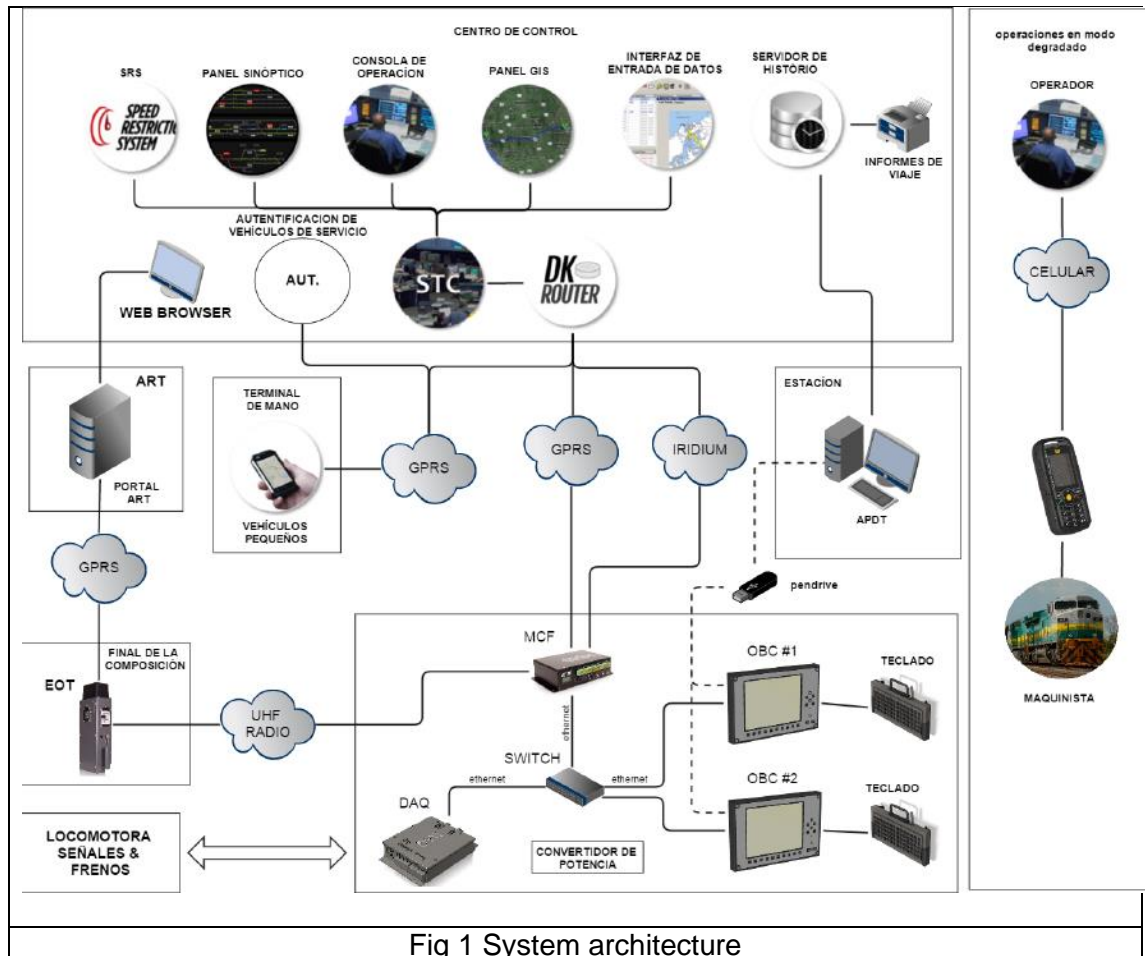 CENTRO DE CONTROL
SRS
PANEL SINÓPTICO
CONSOLA DE
OPERACÍON
PANEL GIS
INTERFAZ DE
ENTRADA DE DATOS
SERVIDOR DE
HISTÓRIO
SPEED
RESTRICTI
SYSTEM
INFORMES DE
VIAJE
AUTENTIFICACION DE
VEHÍCULOS DE SERVICIO
AUT.
STC
DK
ROUTER
WEB BROWSER
operaciones en modo
degradado
OPERADOR
CELULAR
MAQUINISTA
ART
PORTAL
ART
TERMINAL
DE MANO
VEHÍCULOS
PEQUEÑOS
GPRS
GPRS
IRIDIUM
ESTACÍON
APDT
GPRS
pendrive
FINAL DE LA
COMPOSICIÓN
EOT
UHF
RADIO
MCF
ethernet
SWITCH
ethernet
ethernet
DAQ
OBC #1
TECLADO
OBC #2
TECLADO
CONVERTIDOR DE
POTENCIA
LOCOMOTORA
SEÑALES &
FRENOS
Fig 1 System architecture